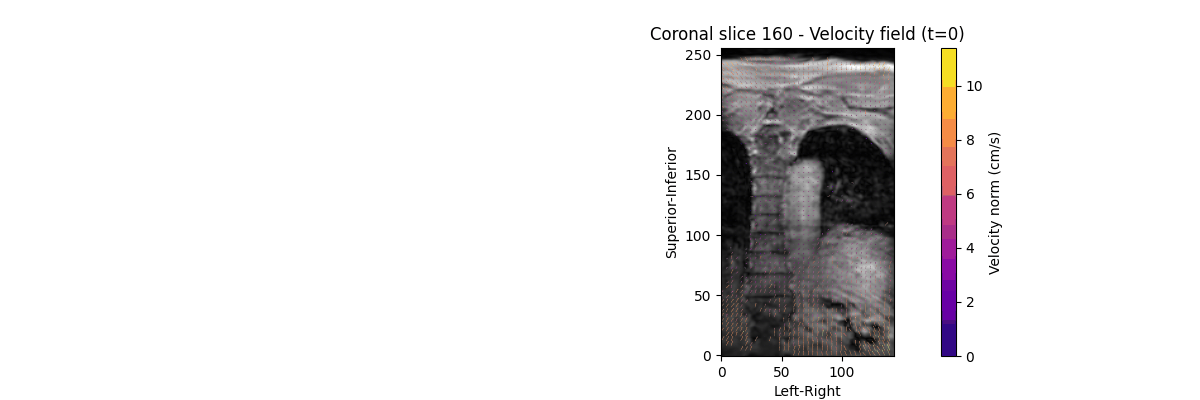 Coronal slice 160 - Velocity field (t=0)
250
200
150
100
50
0
Superior-Inferior
0 50 100
Left-Right
10
8
6
4
2
0
Velocity norm (cm/s)